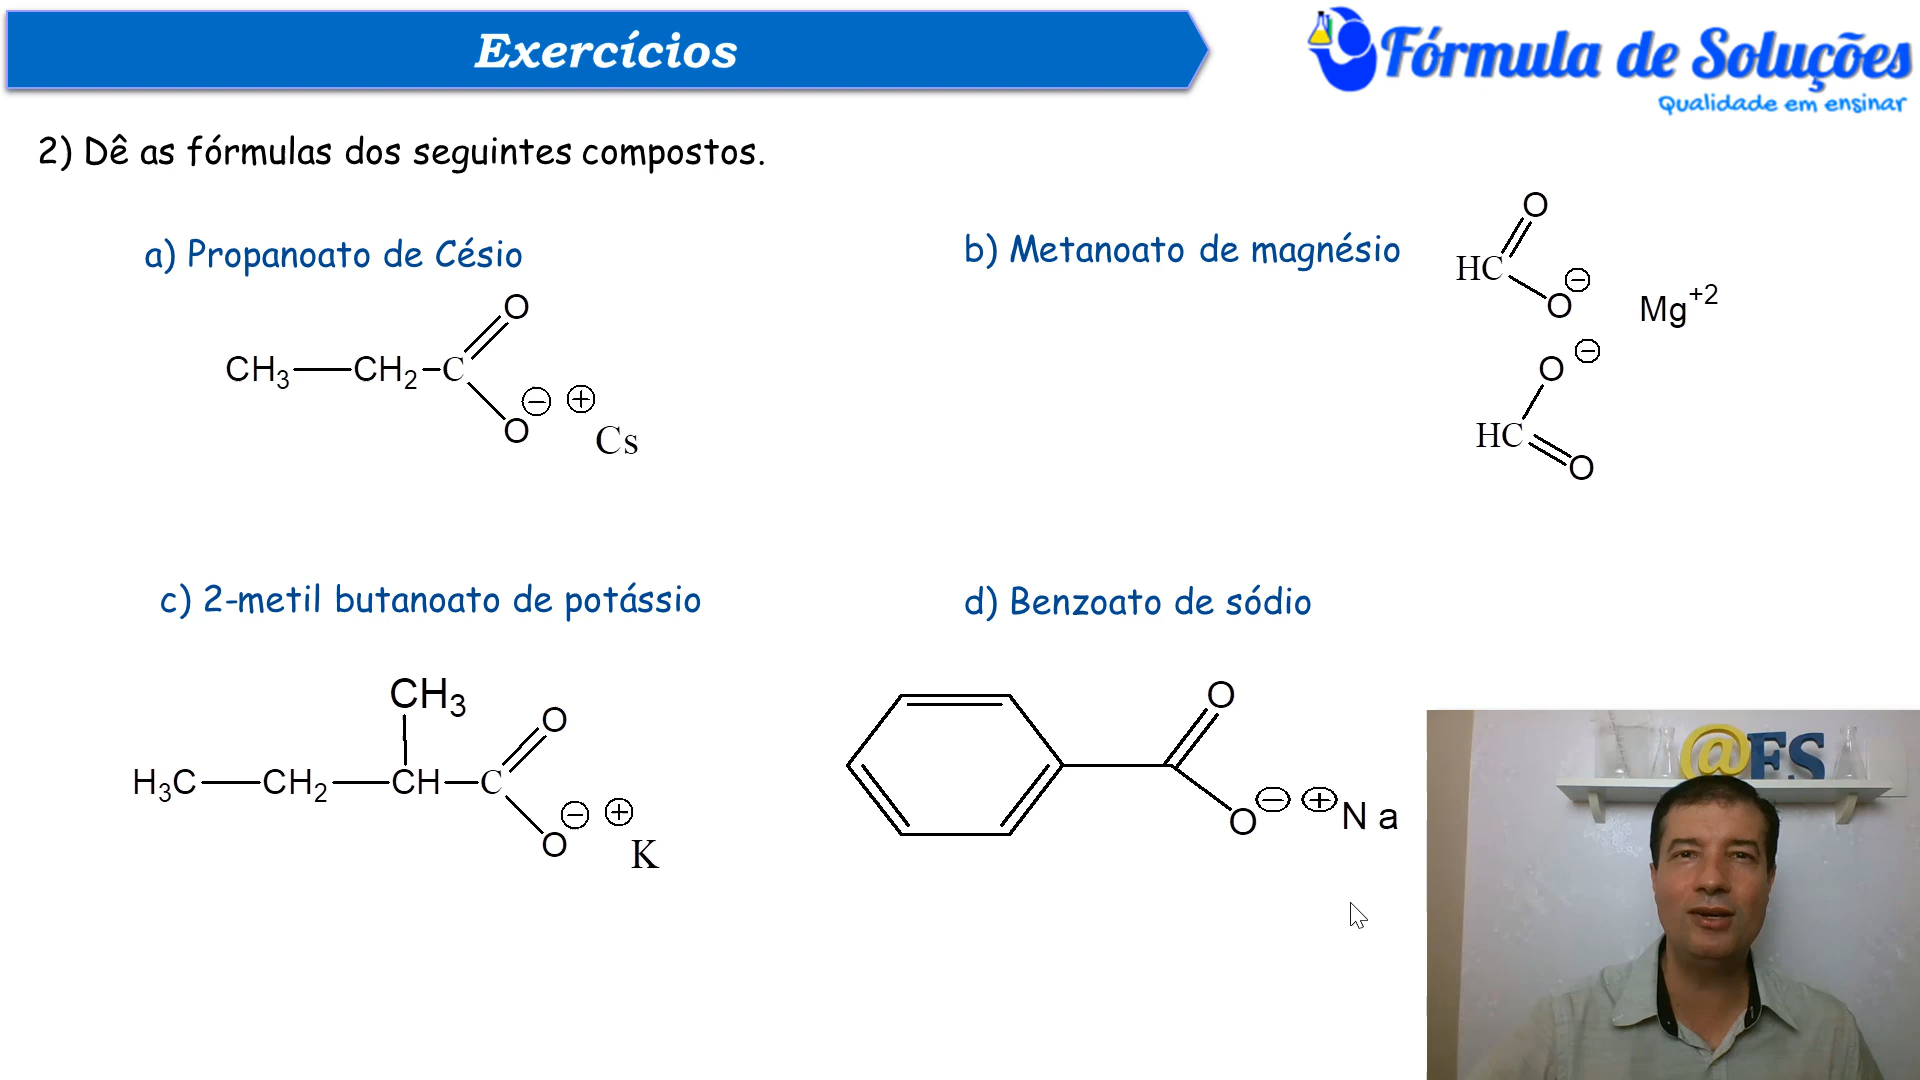 Exercícios
Fórmula de Soluções
Qualidade em ensinar
2) Dê as fórmulas dos seguintes compostos.
a) Propanoato de Césio
O
CH3 CH2 C
O − + Cs
b) Metanoato de magnésio
O
HC
O −
Mg+2
O −
HC
O
c) 2-metil butanoato de potássio
CH3
O
H3C CH2 CH C
O − + K
d) Benzoato de sódio
O
O − + N a
@FS